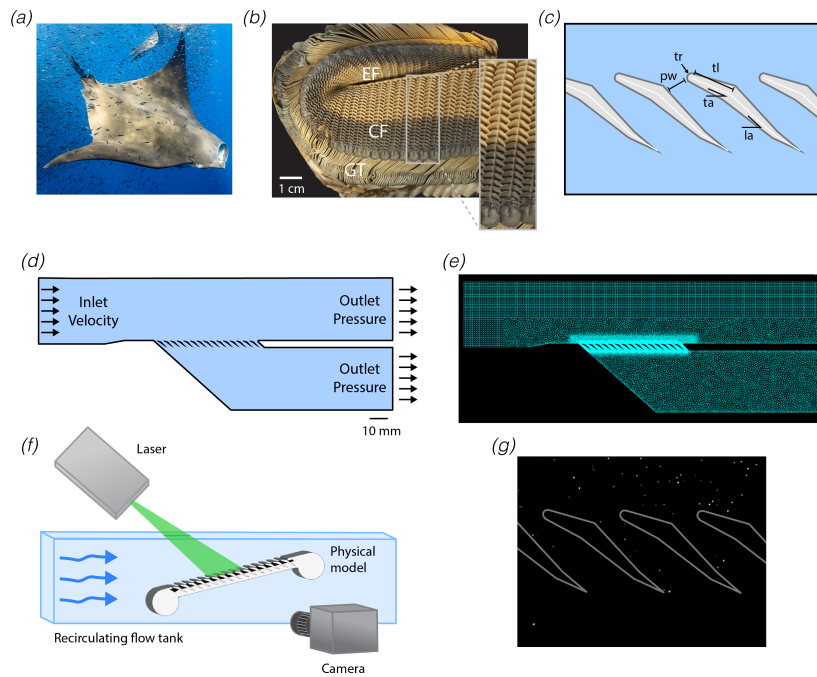 (a)
(b)
EF
CF
GT
1 cm
(c)
tr
tl
pw
ta
la
(d)
Inlet
Velocity
Outlet
Pressure
Outlet
Pressure
10 mm
(e)
(f)
Laser
Physical
model
Recirculating flow tank
Camera
(g)